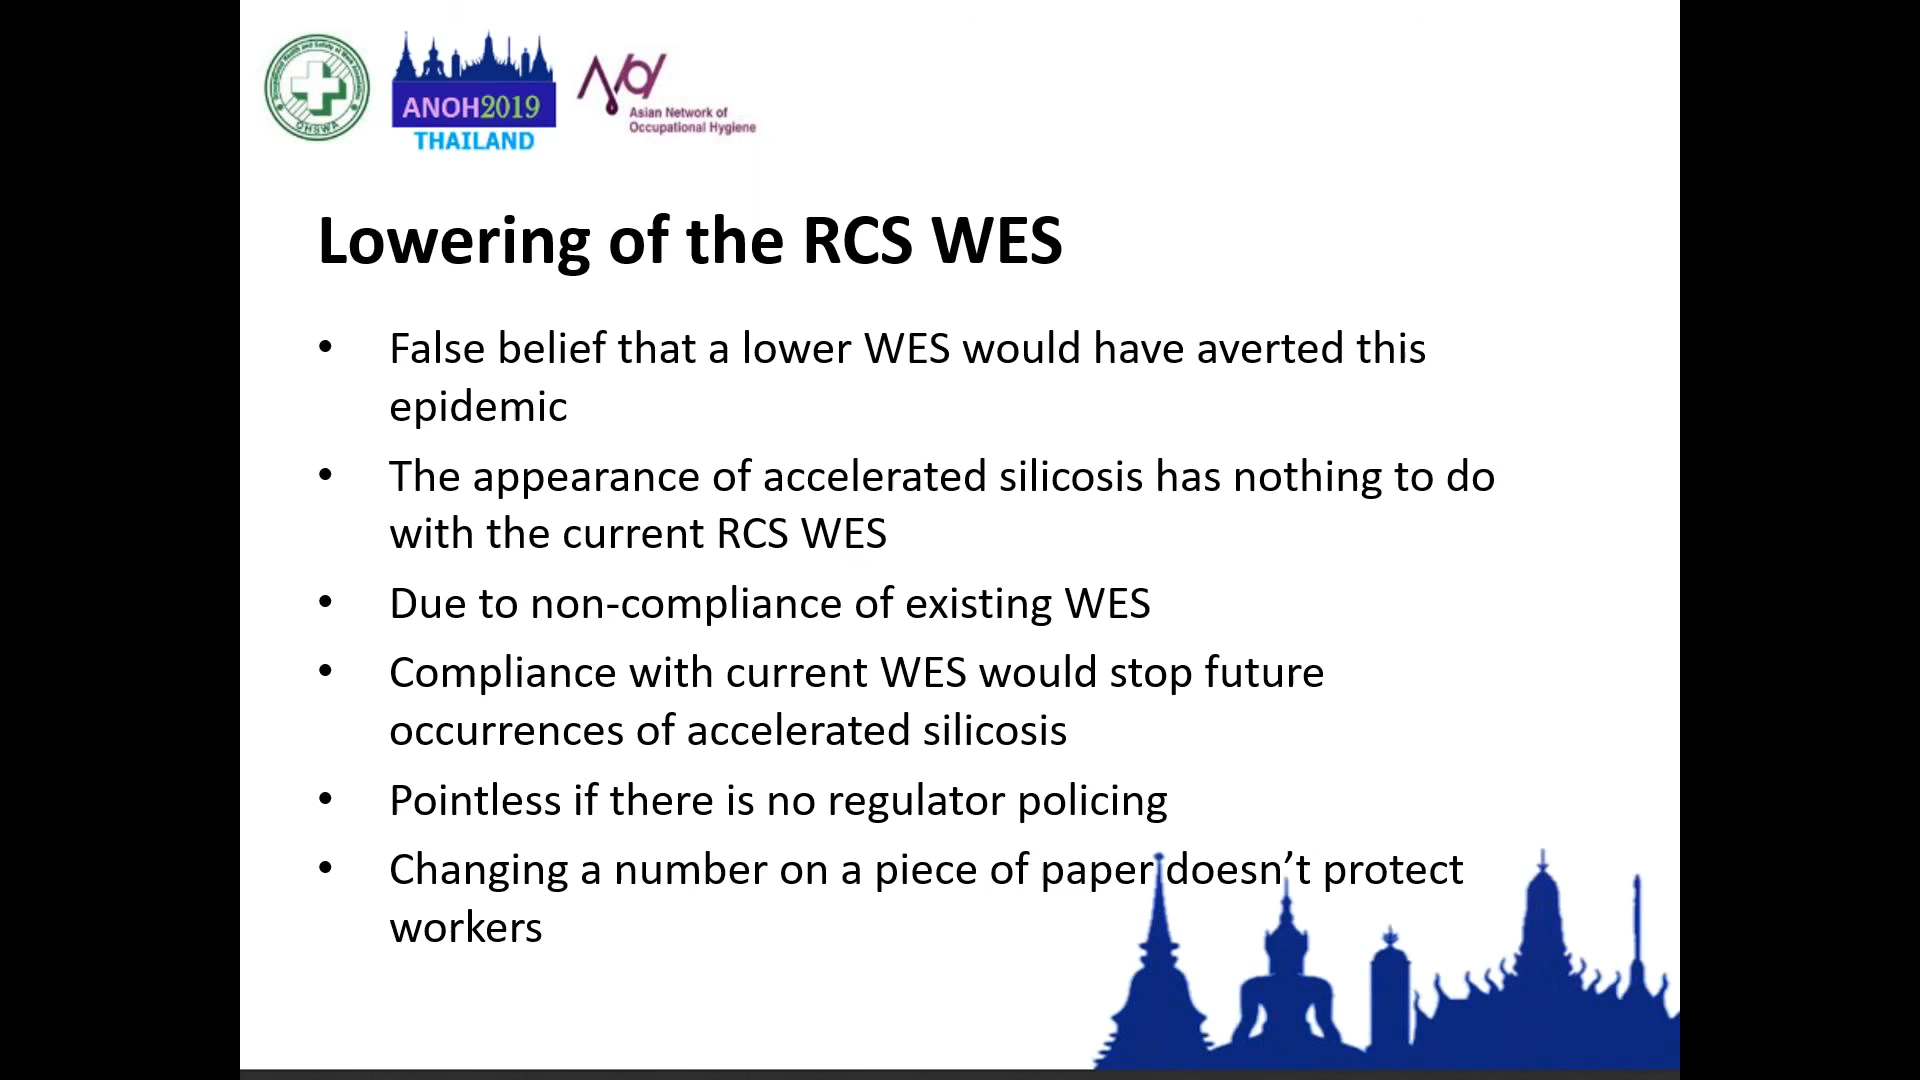 OHSWA
ANOH2019
THAILAND
Asian Network of
Occupational Hygiene
Lowering of the RCS WES
• False belief that a lower WES would have averted this
epidemic
• The appearance of accelerated silicosis has nothing to do
with the current RCS WES
• Due to non-compliance of existing WES
• Compliance with current WES would stop future
occurrences of accelerated silicosis
• Pointless if there is no regulator policing
• Changing a number on a piece of paper doesn’t protect
workers